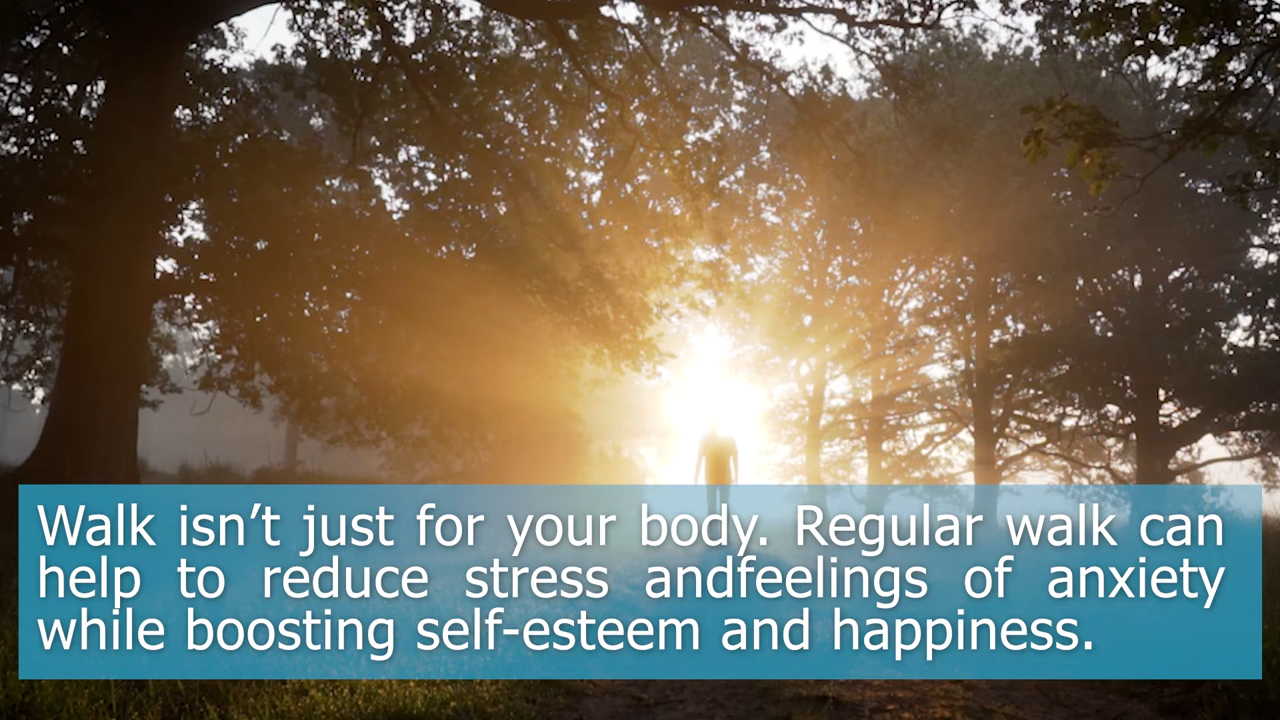 Walk isn’t just for your body. Regular walk can
help to reduce stress andfeelings of anxiety
while boosting self-esteem and happiness.